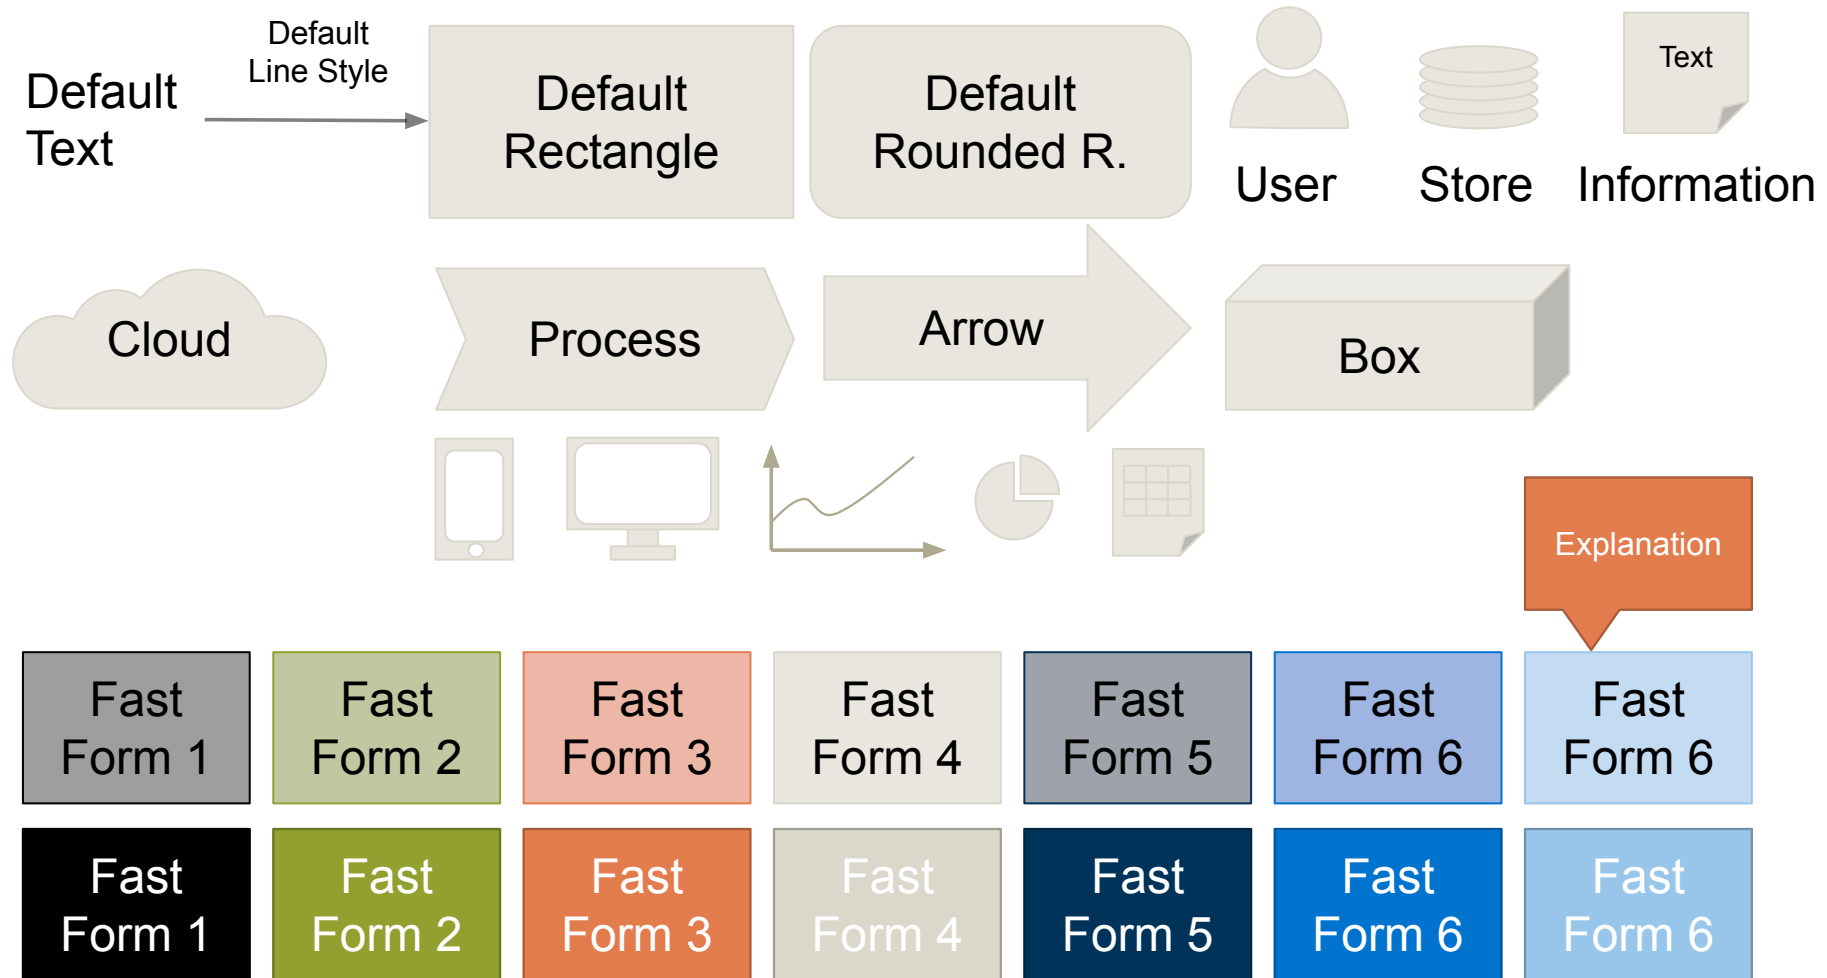 Default
Line Style
Default
Text
Default
Rectangle
Default
Rounded R.
Text
User
Store
Information
Cloud
Process
Arrow
Box
Explanation
Fast
Form 1
Fast
Form 2
Fast
Form 3
Fast
Form 4
Fast
Form 5
Fast
Form 6
Fast
Form 6
Fast
Form 1
Fast
Form 2
Fast
Form 3
Fast
Form 4
Fast
Form 5
Fast
Form 6
Fast
Form 6